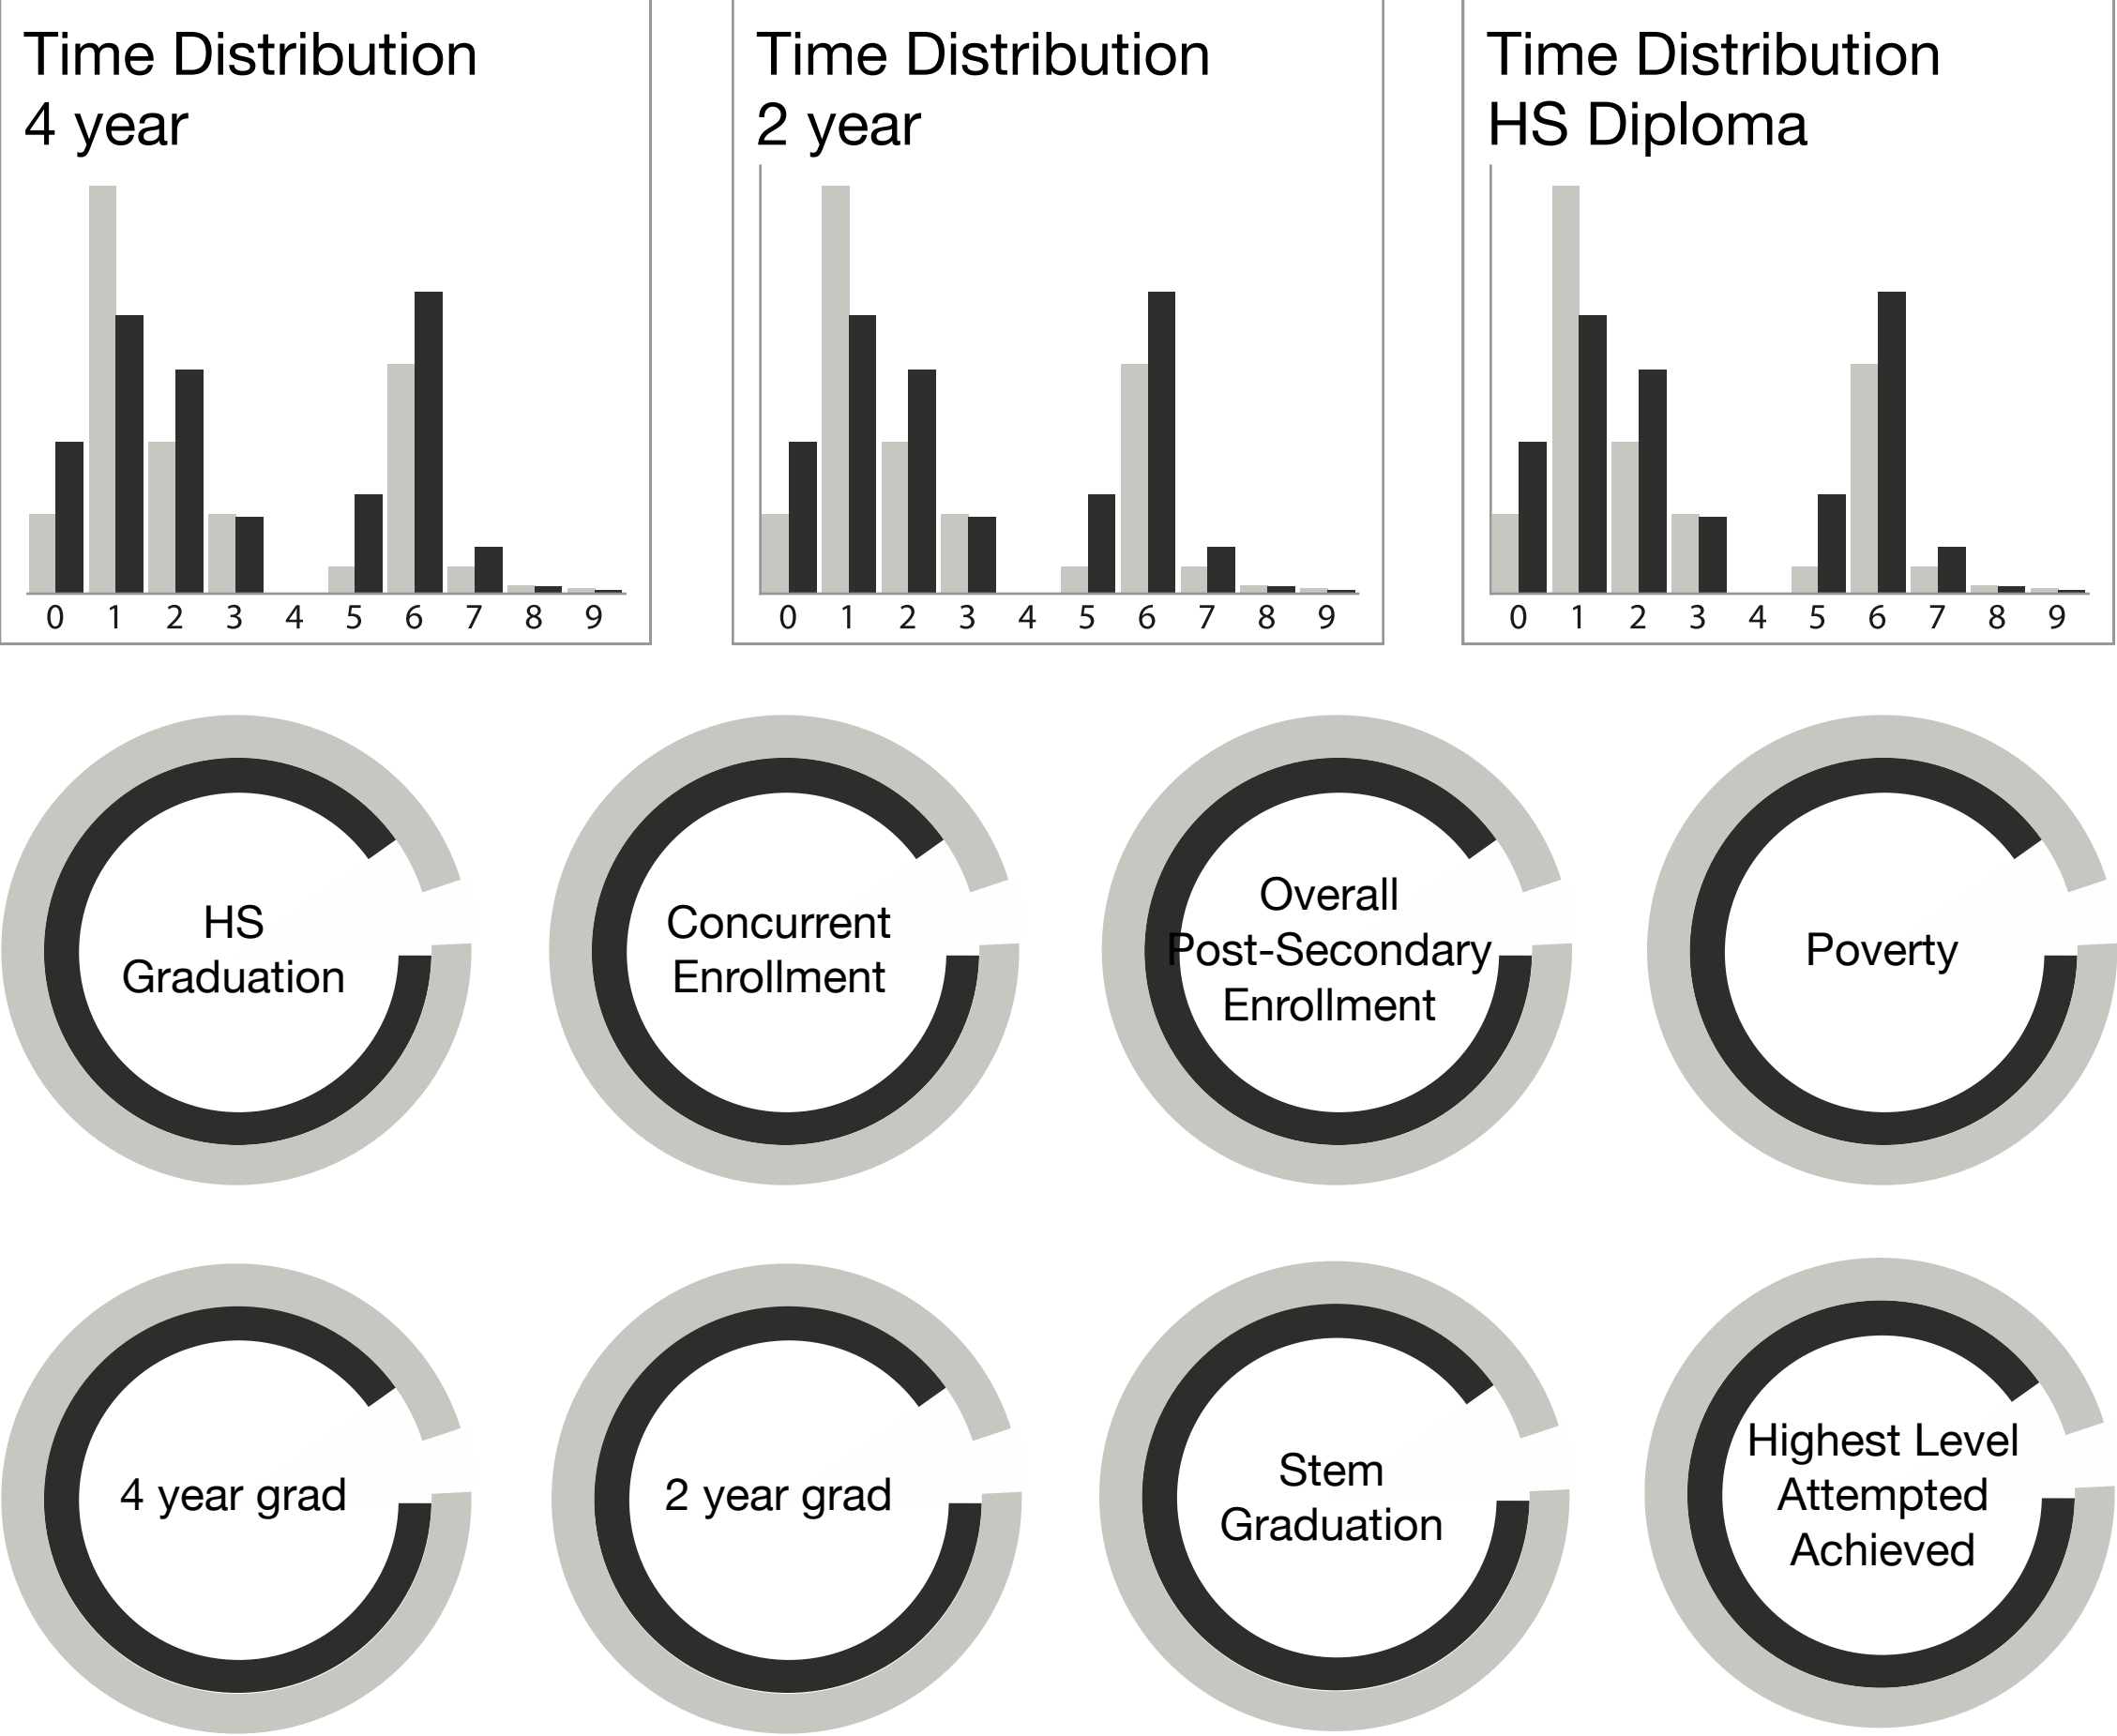 Time Distribution
4 year
0 1 2 3 4 5 6 7 8 9
Time Distribution
2 year
0 1 2 3 4 5 6 7 8 9
Time Distribution
HS Diploma
0 1 2 3 4 5 6 7 8 9
HS
Graduation
Concurrent
Enrollment
Overall
Post-Secondary
Enrollment
Poverty
4 year grad
2 year grad
Stem
Graduation
Highest Level
Attempted
Achieved